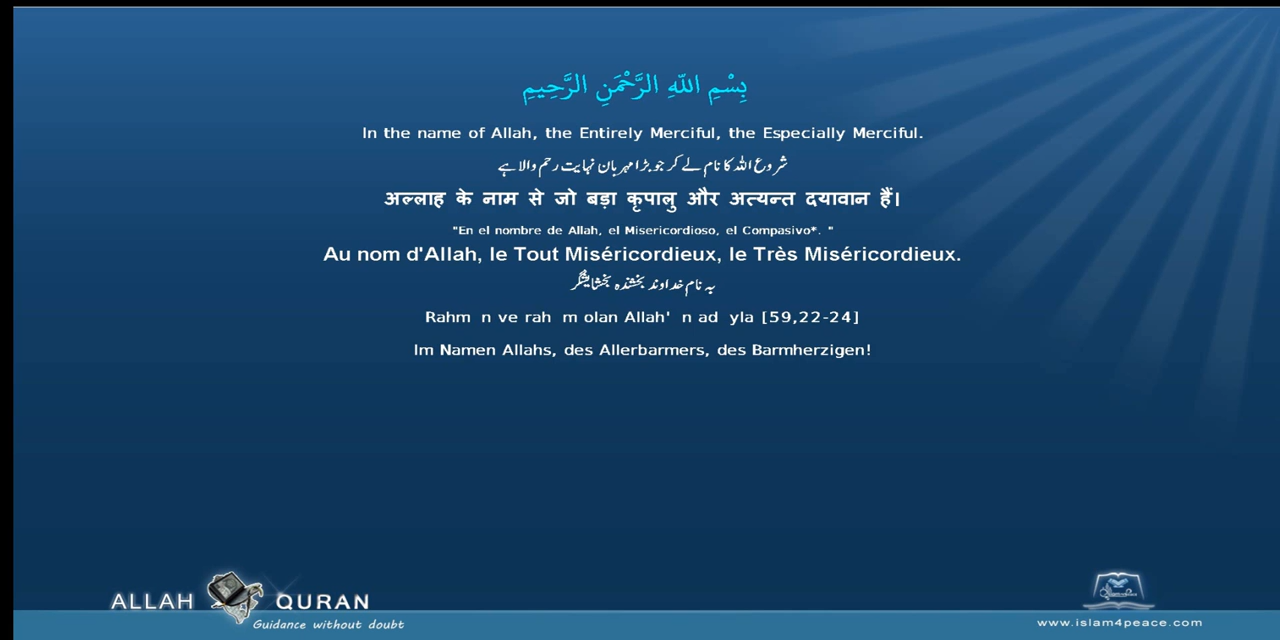 بِسْمِ اللَّهِ الرَّحْمَنِ الرَّحِيمِ
In the name of Allah, the Entirely Merciful, the Especially Merciful.
شروع اللہ کا نام لے کر جو بڑا مہربان نہایت رحم والا ہے
अल्लाह के नाम से जो बड़ा कृपालु और अत्यन्त दयावान हैं।
"En el nombre de Allah, el Misericordioso, el Compasivo*. "
Au nom d'Allah, le Tout Miséricordieux, le Très Miséricordieux.
به نام خداوند بخشنده بخشایشگر
Rahm n ve rah m olan Allah' n ad yla [59,22-24]
Im Namen Allahs, des Allerbarmers, des Barmherzigen!
ALLAH QURAN
Guidance without doubt
www.islam4peace.com